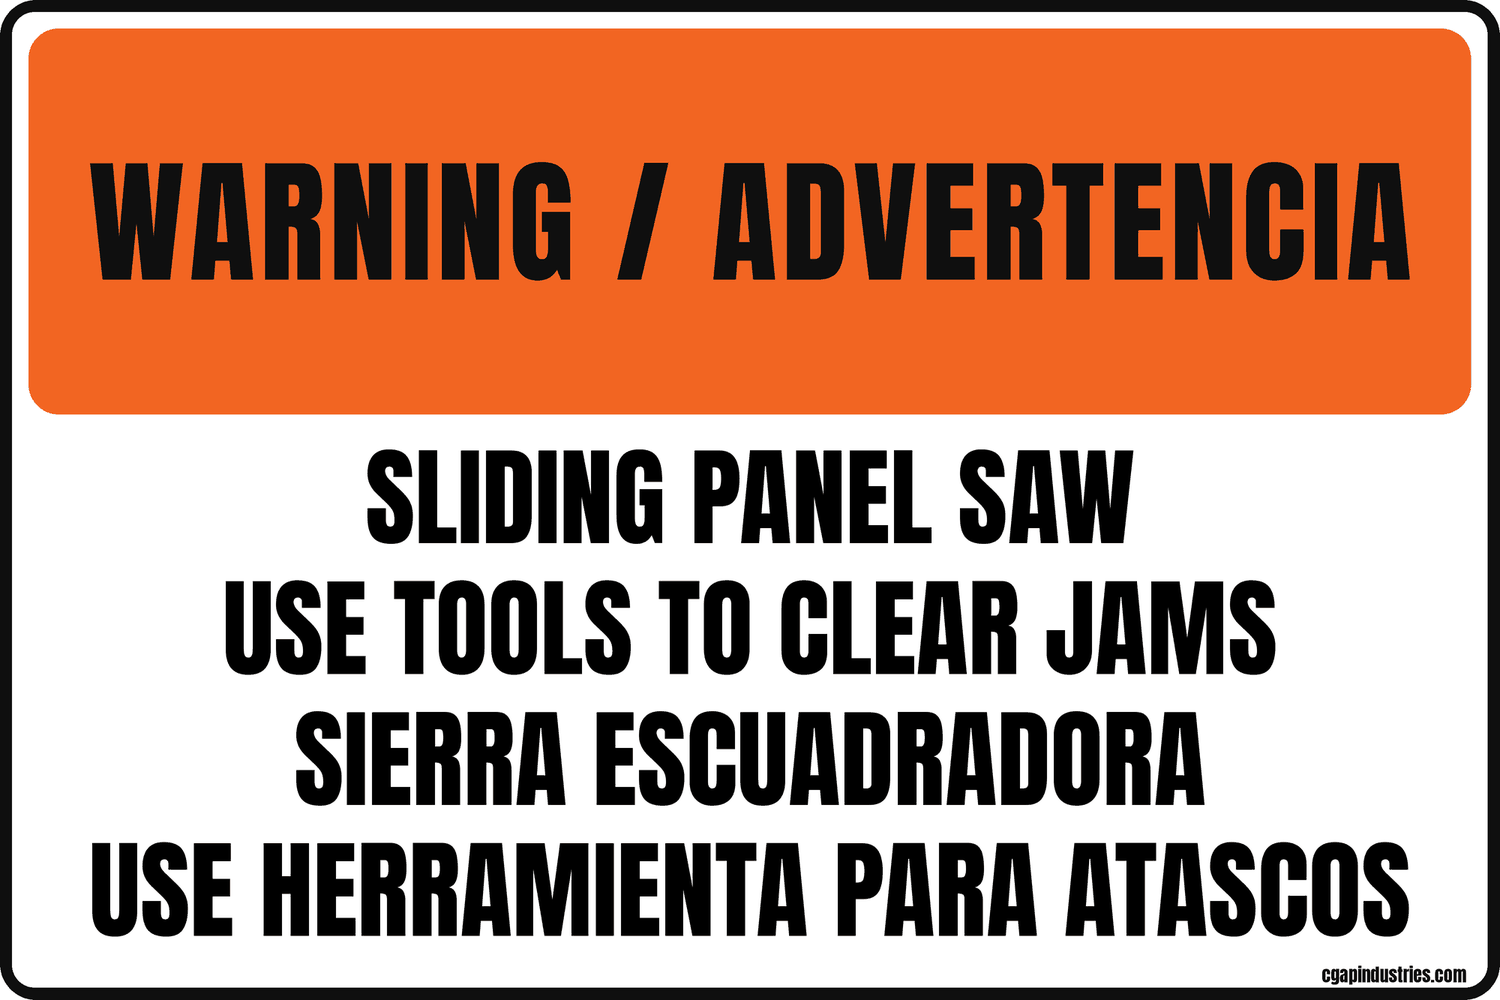 WARNING / ADVERTENCIA
SLIDING PANEL SAW
USE TOOLS TO CLEAR JAMS
SIERRA ESCUADRADORA
USE HERRAMIENTA PARA ATASCOS
cgapindustries.com